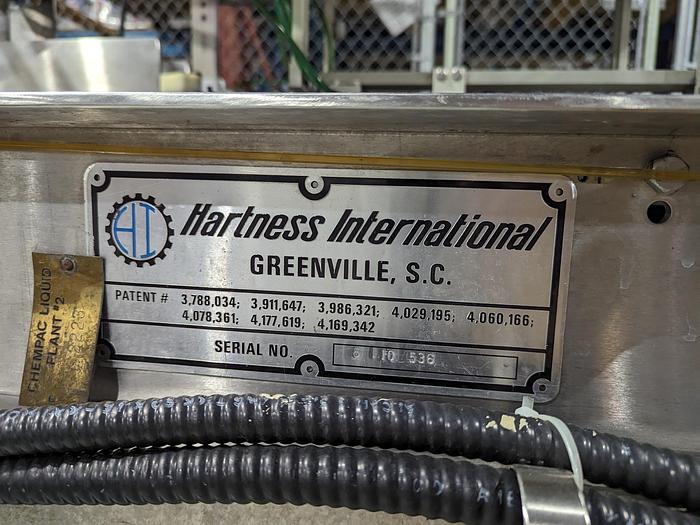 HI
Hartness International
GREENVILLE, S.C.
PATENT # 3,788,034; 3,911,647; 3,986,321; 4,029,195; 4,060,166;
4,078,361; 4,177,619; 4,169,342
SERIAL NO. 536
CHEMPAC LIQUID
PLANT #2